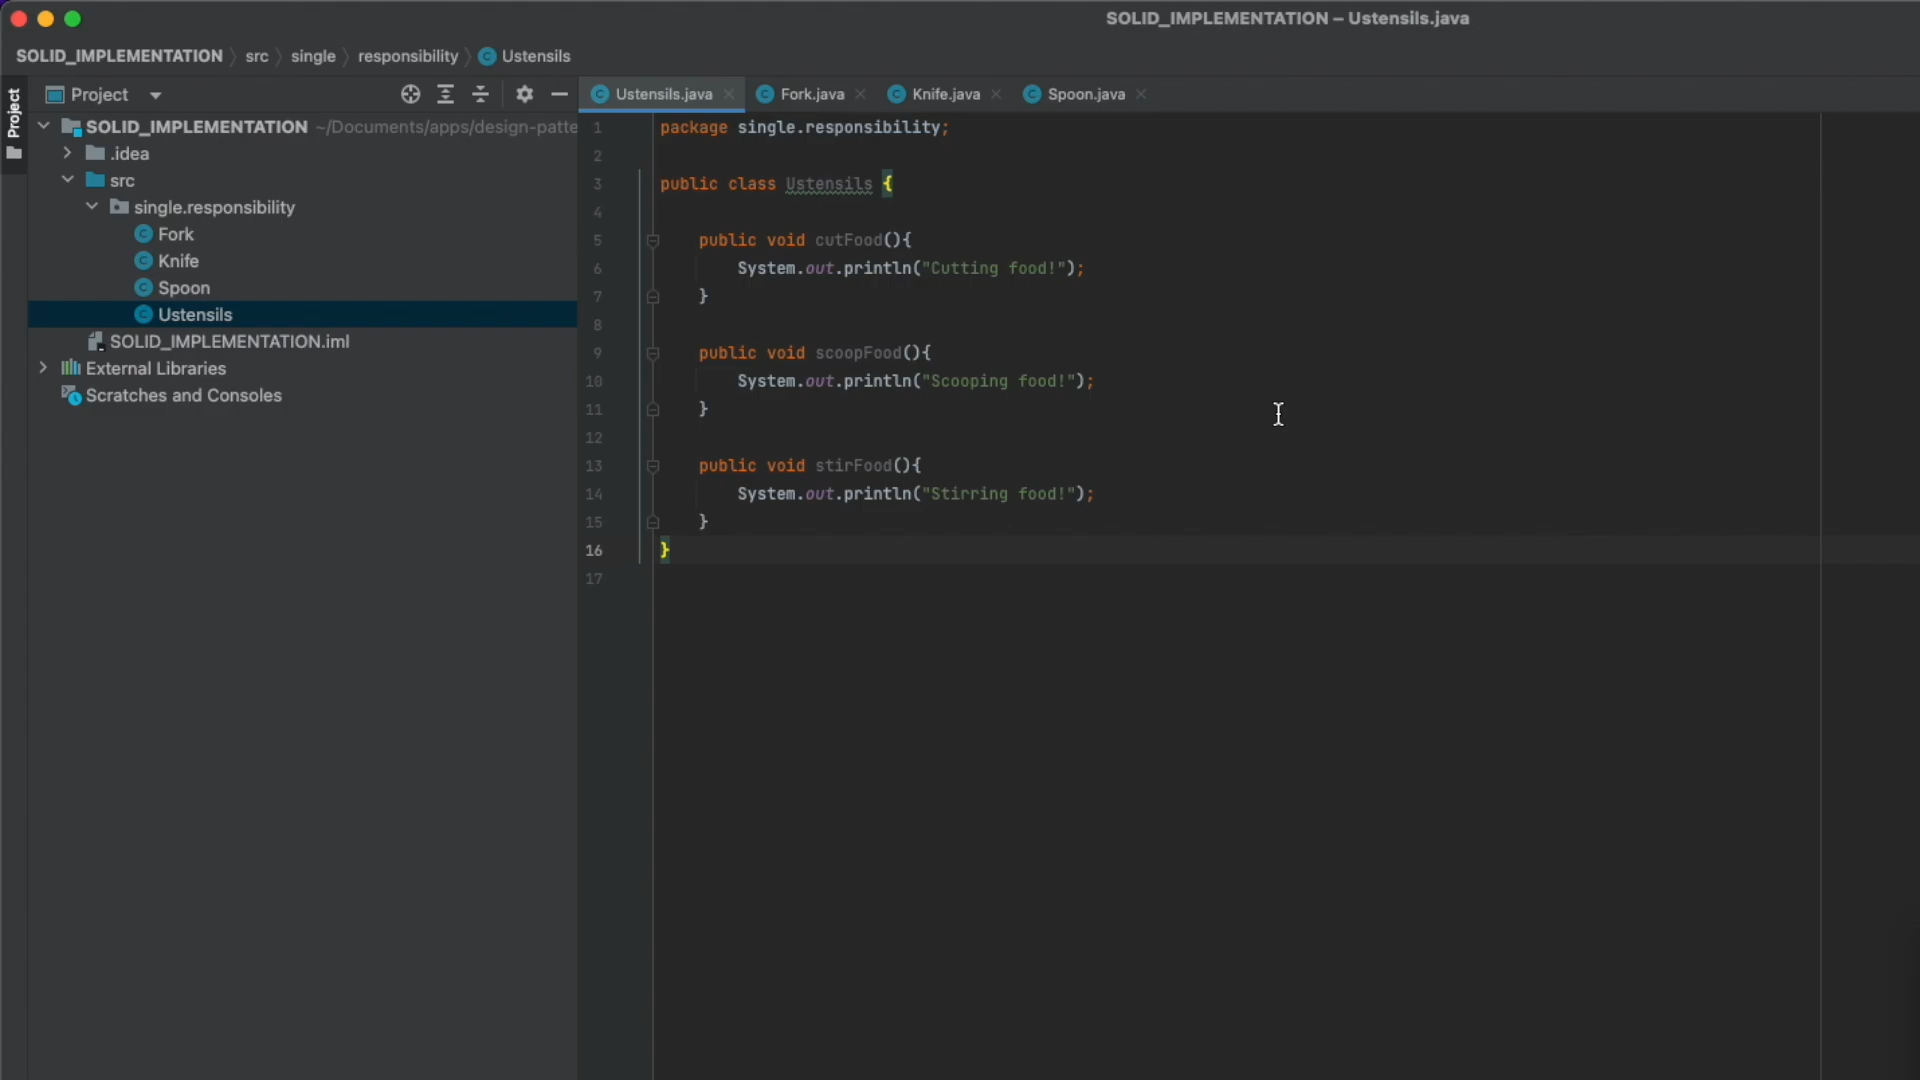 SOLID_IMPLEMENTATION – Ustensils.java
SOLID_IMPLEMENTATION src single responsibility Ustensils
Project
Project
Ustensils.java Fork.java Knife.java Spoon.java
SOLID_IMPLEMENTATION ~/Documents/apps/design-patte
.idea
src
single.responsibility
Fork
Knife
Spoon
Ustensils
SOLID_IMPLEMENTATION.iml
External Libraries
Scratches and Consoles
1 package single.responsibility;
2
3 public class Ustensils {
4
5 public void cutFood(){
6 System.out.println("Cutting food!");
7 }
8
9 public void scoopFood(){
10 System.out.println("Scooping food!");
11 }
12
13 public void stirFood(){
14 System.out.println("Stirring food!");
15 }
16 }
17